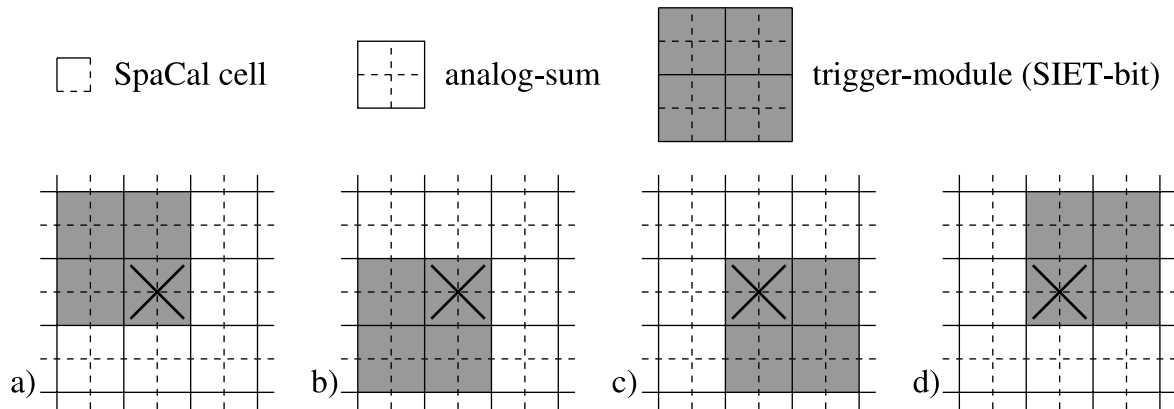 SpaCal cell analog-sum trigger-module (SIET-bit)
a) b) c) d)